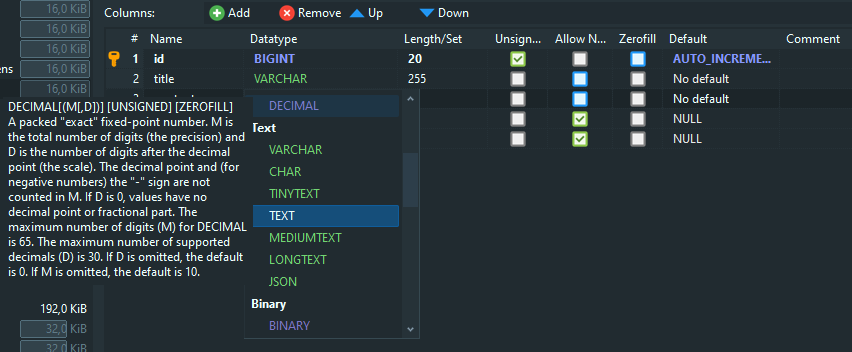 16,0 KiB
16,0 KiB
16,0 KiB
16,0 KiB
ens
16,0 KiB
Columns:
Add
Remove
Up
Down
#
Name
Datatype
Length/Set
Unsign...
Allow N...
Zerofill
Default
Comment
1
id
BIGINT
20
AUTO_INCREME...
2
title
VARCHAR
255
No default
No default
NULL
NULL
DECIMAL[(M[,D])] [UNSIGNED] [ZEROFILL]
A packed "exact" fixed-point number. M is
the total number of digits (the precision) and
D is the number of digits after the decimal
point (the scale). The decimal point and (for
negative numbers) the "-" sign are not
counted in M. If D is 0, values have no
decimal point or fractional part. The
maximum number of digits (M) for DECIMAL
is 65. The maximum number of supported
decimals (D) is 30. If D is omitted, the default
is 0. If M is omitted, the default is 10.
DECIMAL
Text
VARCHAR
CHAR
TINYTEXT
TEXT
MEDIUMTEXT
LONGTEXT
JSON
Binary
BINARY
192,0 KiB
32,0 KiB
32,0 KiB